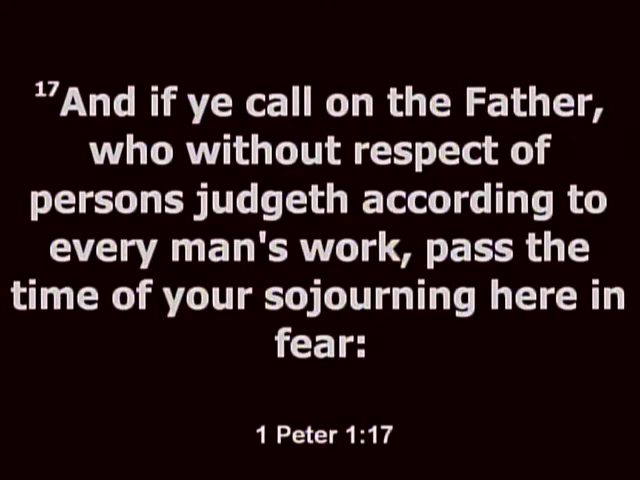 17And if ye call on the Father,
who without respect of
persons judgeth according to
every man's work, pass the
time of your sojourning here in
fear:
1 Peter 1:17